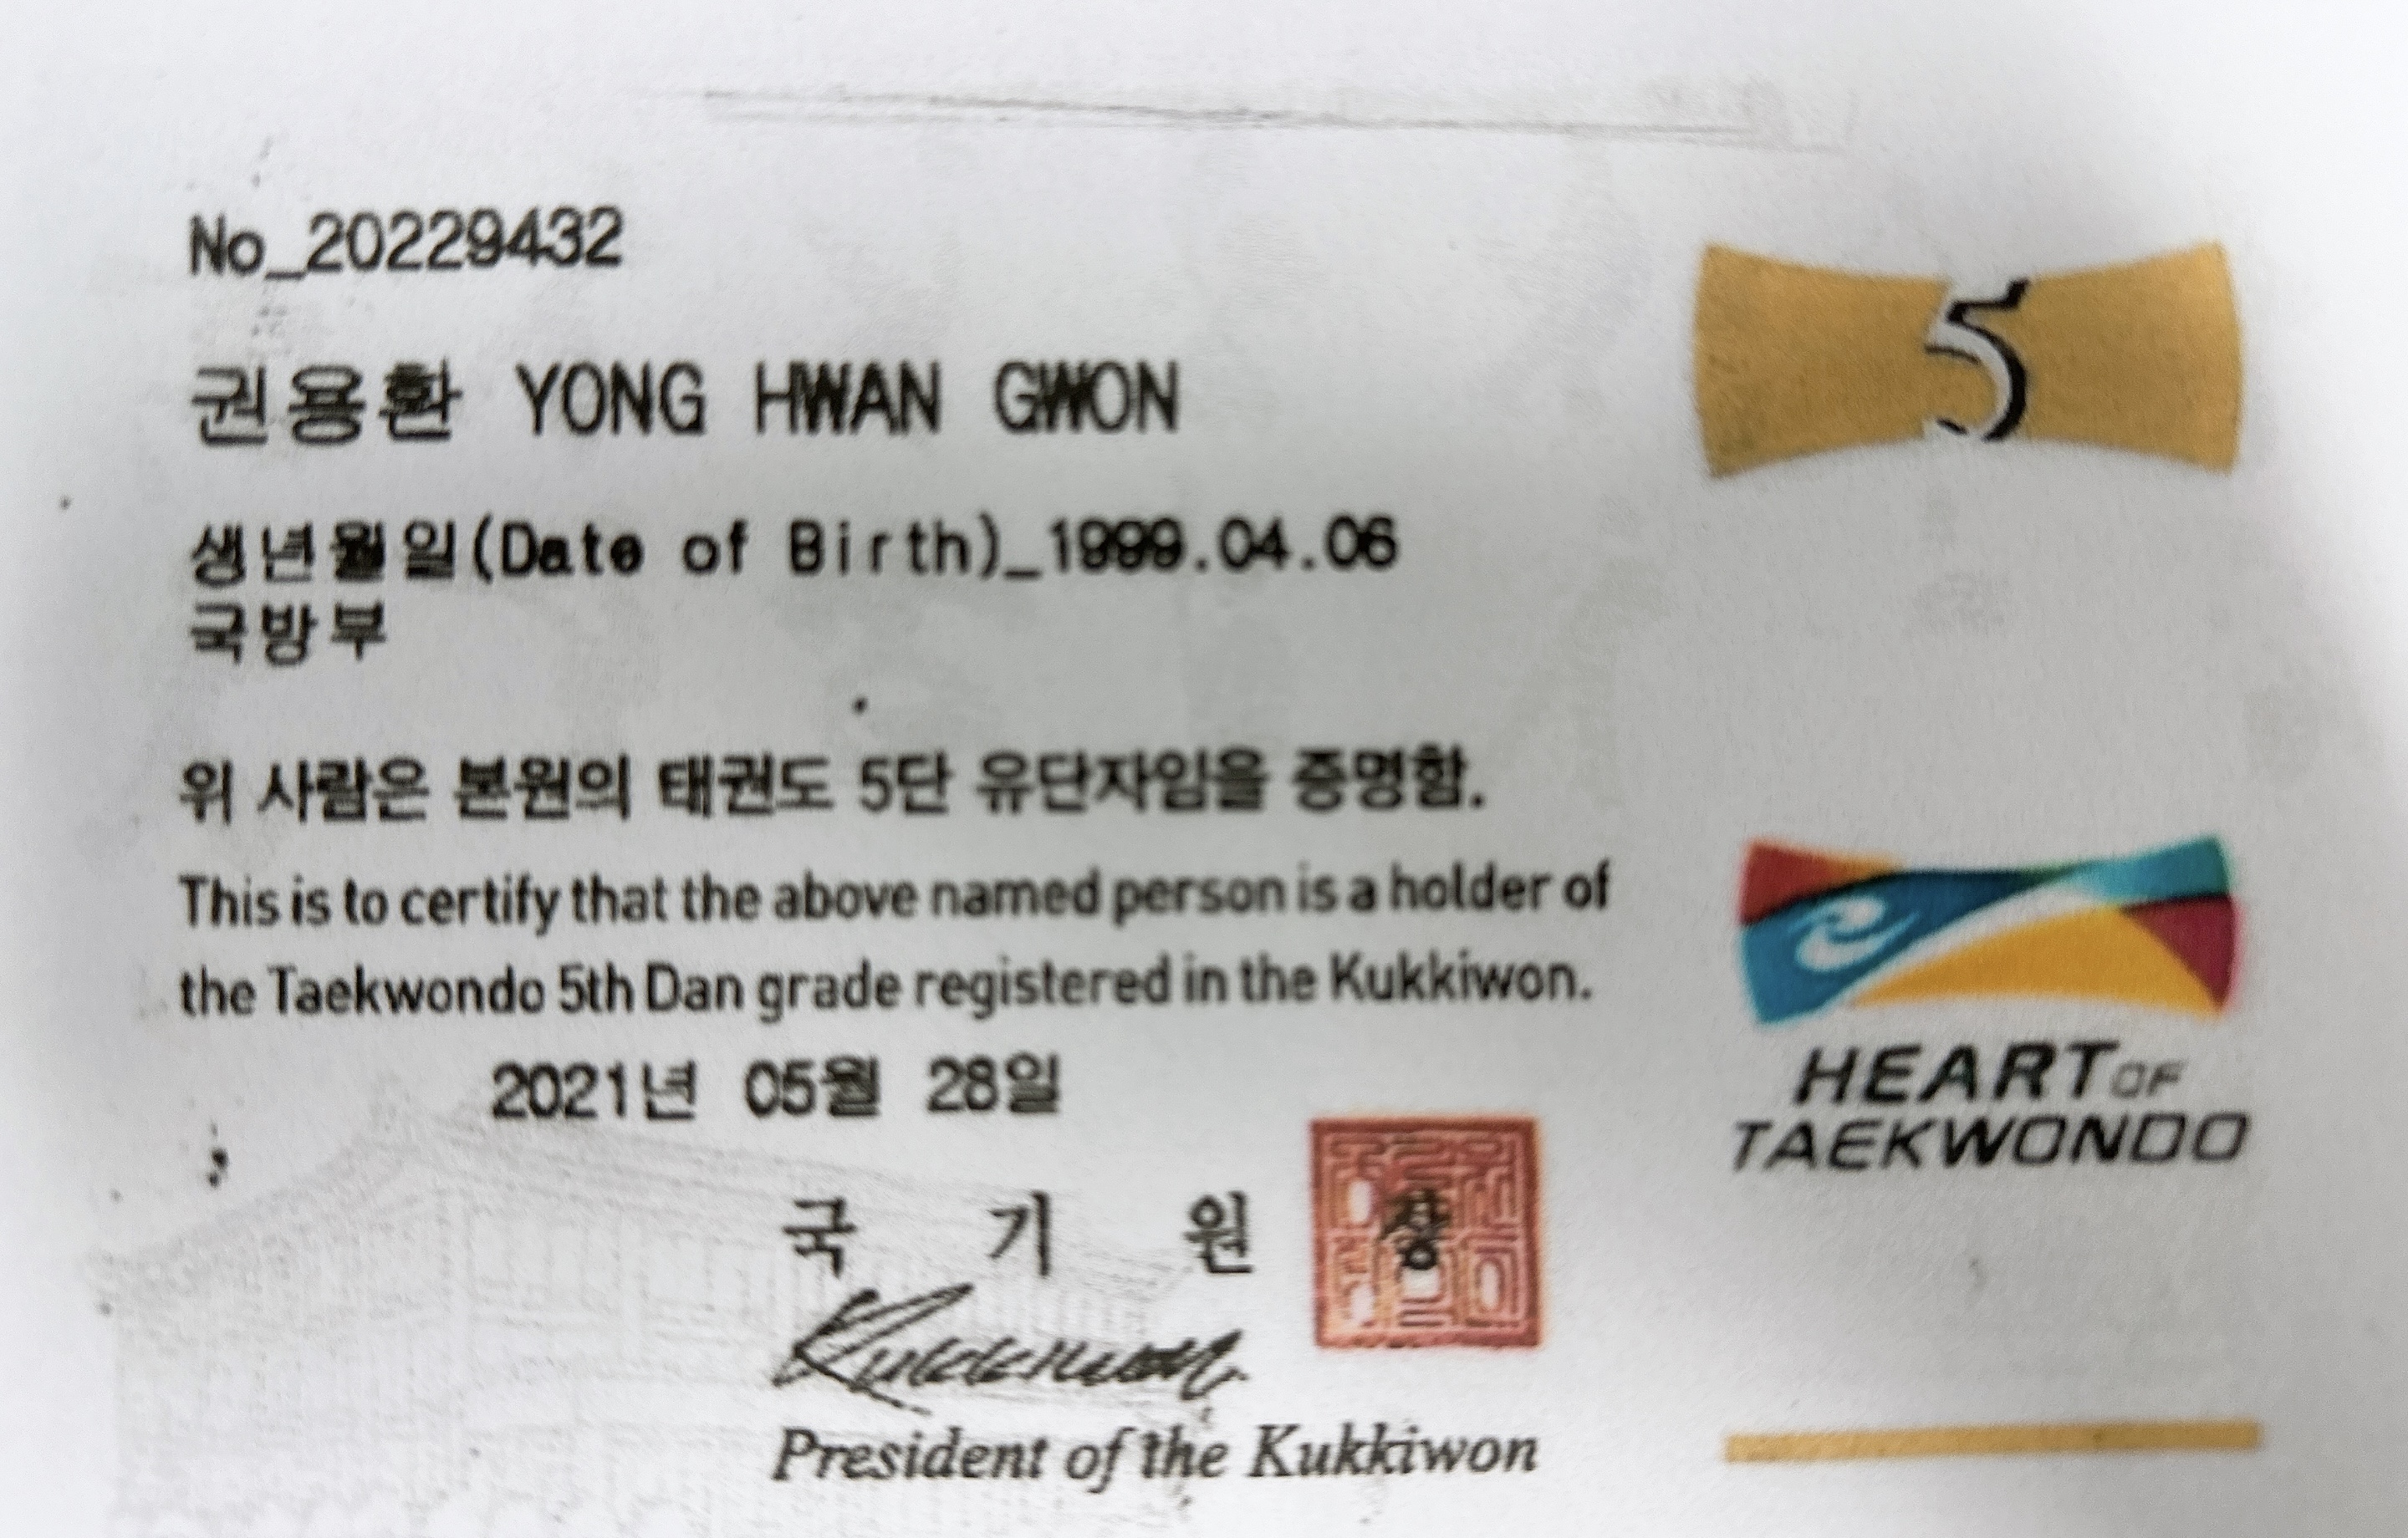 No_20229432
5
권용환 YONG HWAN GWON
생년월일(Date of Birth)_1999.04.06
국방부
위 사람은 본원의 태권도 5단 유단자임을 증명함.
This is to certify that the above named person is a holder of
the Taekwondo 5th Dan grade registered in the Kukkiwon.
2021년 05월 28일
HEART OF
TAEKWONDO
국 기 원 장
Kukkiwon
President of the Kukkiwon